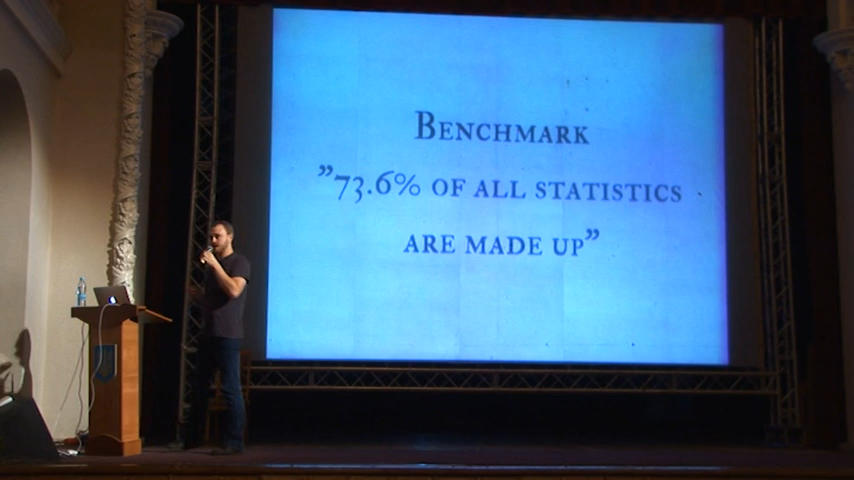 Benchmark
”73.6% of all statistics
are made up”